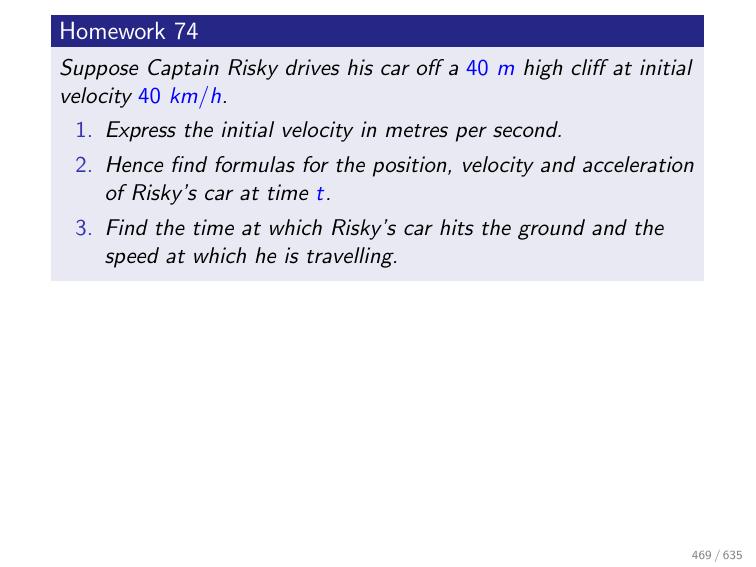 Homework 74
Suppose Captain Risky drives his car off a 40 m high cliff at initial
velocity 40 km/h.
1. Express the initial velocity in metres per second.
2. Hence find formulas for the position, velocity and acceleration
of Risky's car at time t.
3. Find the time at which Risky's car hits the ground and the
speed at which he is travelling.
469 / 635